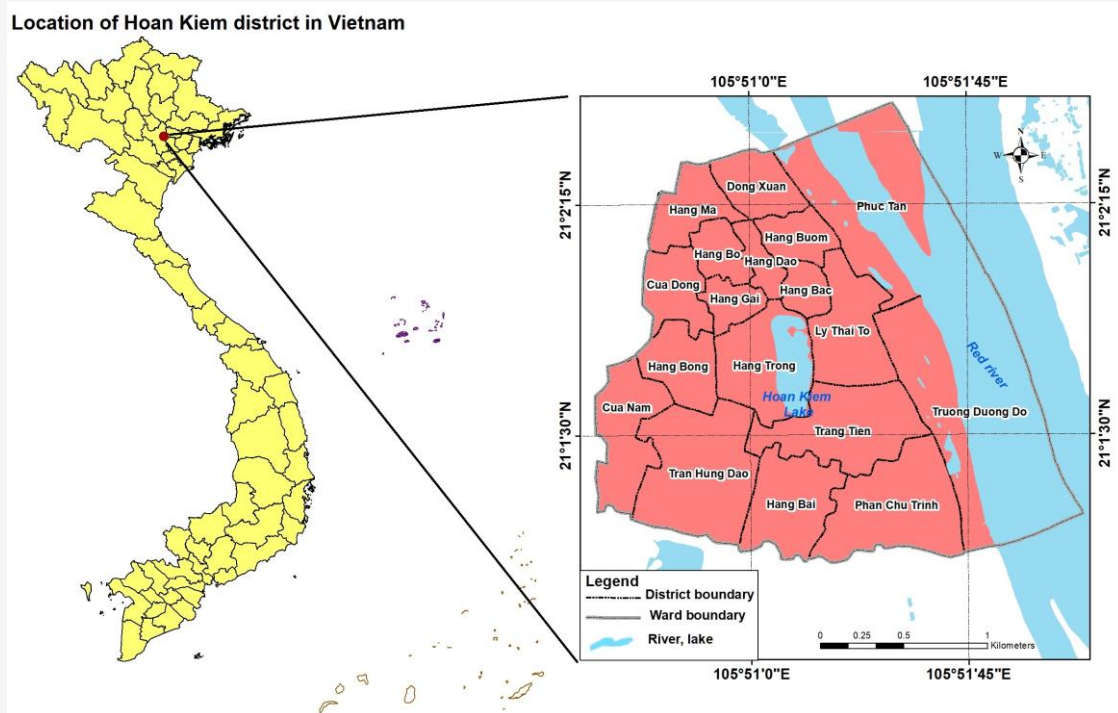 Location of Hoan Kiem district in Vietnam
105°51'0"E
105°51'45"E
N
W
E
S
21°2'15"N
21°2'15"N
Dong Xuan
Phuc Tan
Hang Ma
Hang Buom
Hang Bo
Hang Dao
Cua Dong
Hang Bac
Hang Gai
Ly Thai To
Red river
Hang Bong
Hang Trong
Hoan Kiem
Lake
Cua Nam
Truong Duong Do
21°1'30"N
21°1'30"N
Trang Tien
Tran Hung Dao
Hang Bai
Phan Chu Trinh
Legend
District boundary
Ward boundary
River, lake
0 0.25 0.5 1
Kilometers
105°51'0"E
105°51'45"E